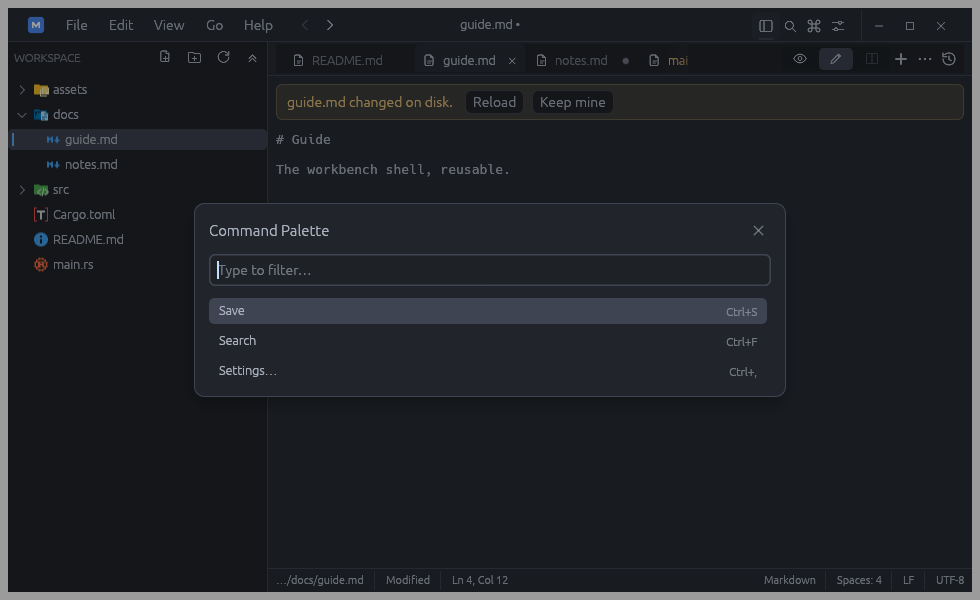 M File Edit View Go Help guide.md •
WORKSPACE
README.md guide.md notes.md mai
assets
docs
guide.md
notes.md
src
Cargo.toml
README.md
main.rs
guide.md changed on disk. Reload Keep mine
# Guide
The workbench shell, reusable.
Command Palette
Type to filter…
Save Ctrl+S
Search Ctrl+F
Settings… Ctrl+,
…/docs/guide.md Modified Ln 4, Col 12 Markdown Spaces: 4 LF UTF-8